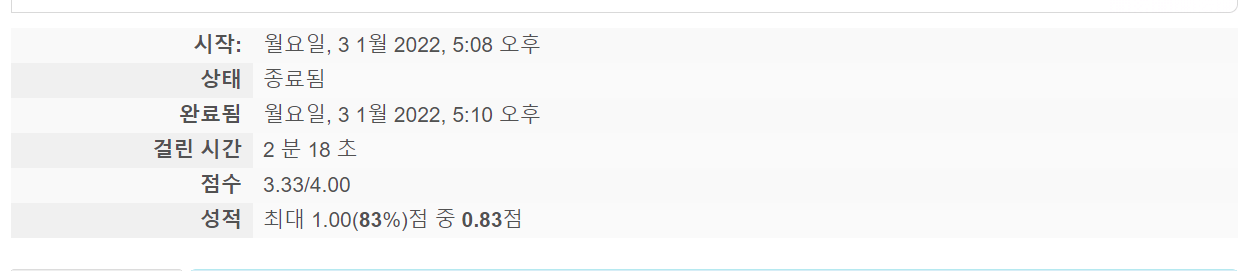 시작: 월요일, 3 1월 2022, 5:08 오후
상태 종료됨
완료됨 월요일, 3 1월 2022, 5:10 오후
걸린 시간 2 분 18 초
점수 3.33/4.00
성적 최대 1.00(83%)점 중 0.83점